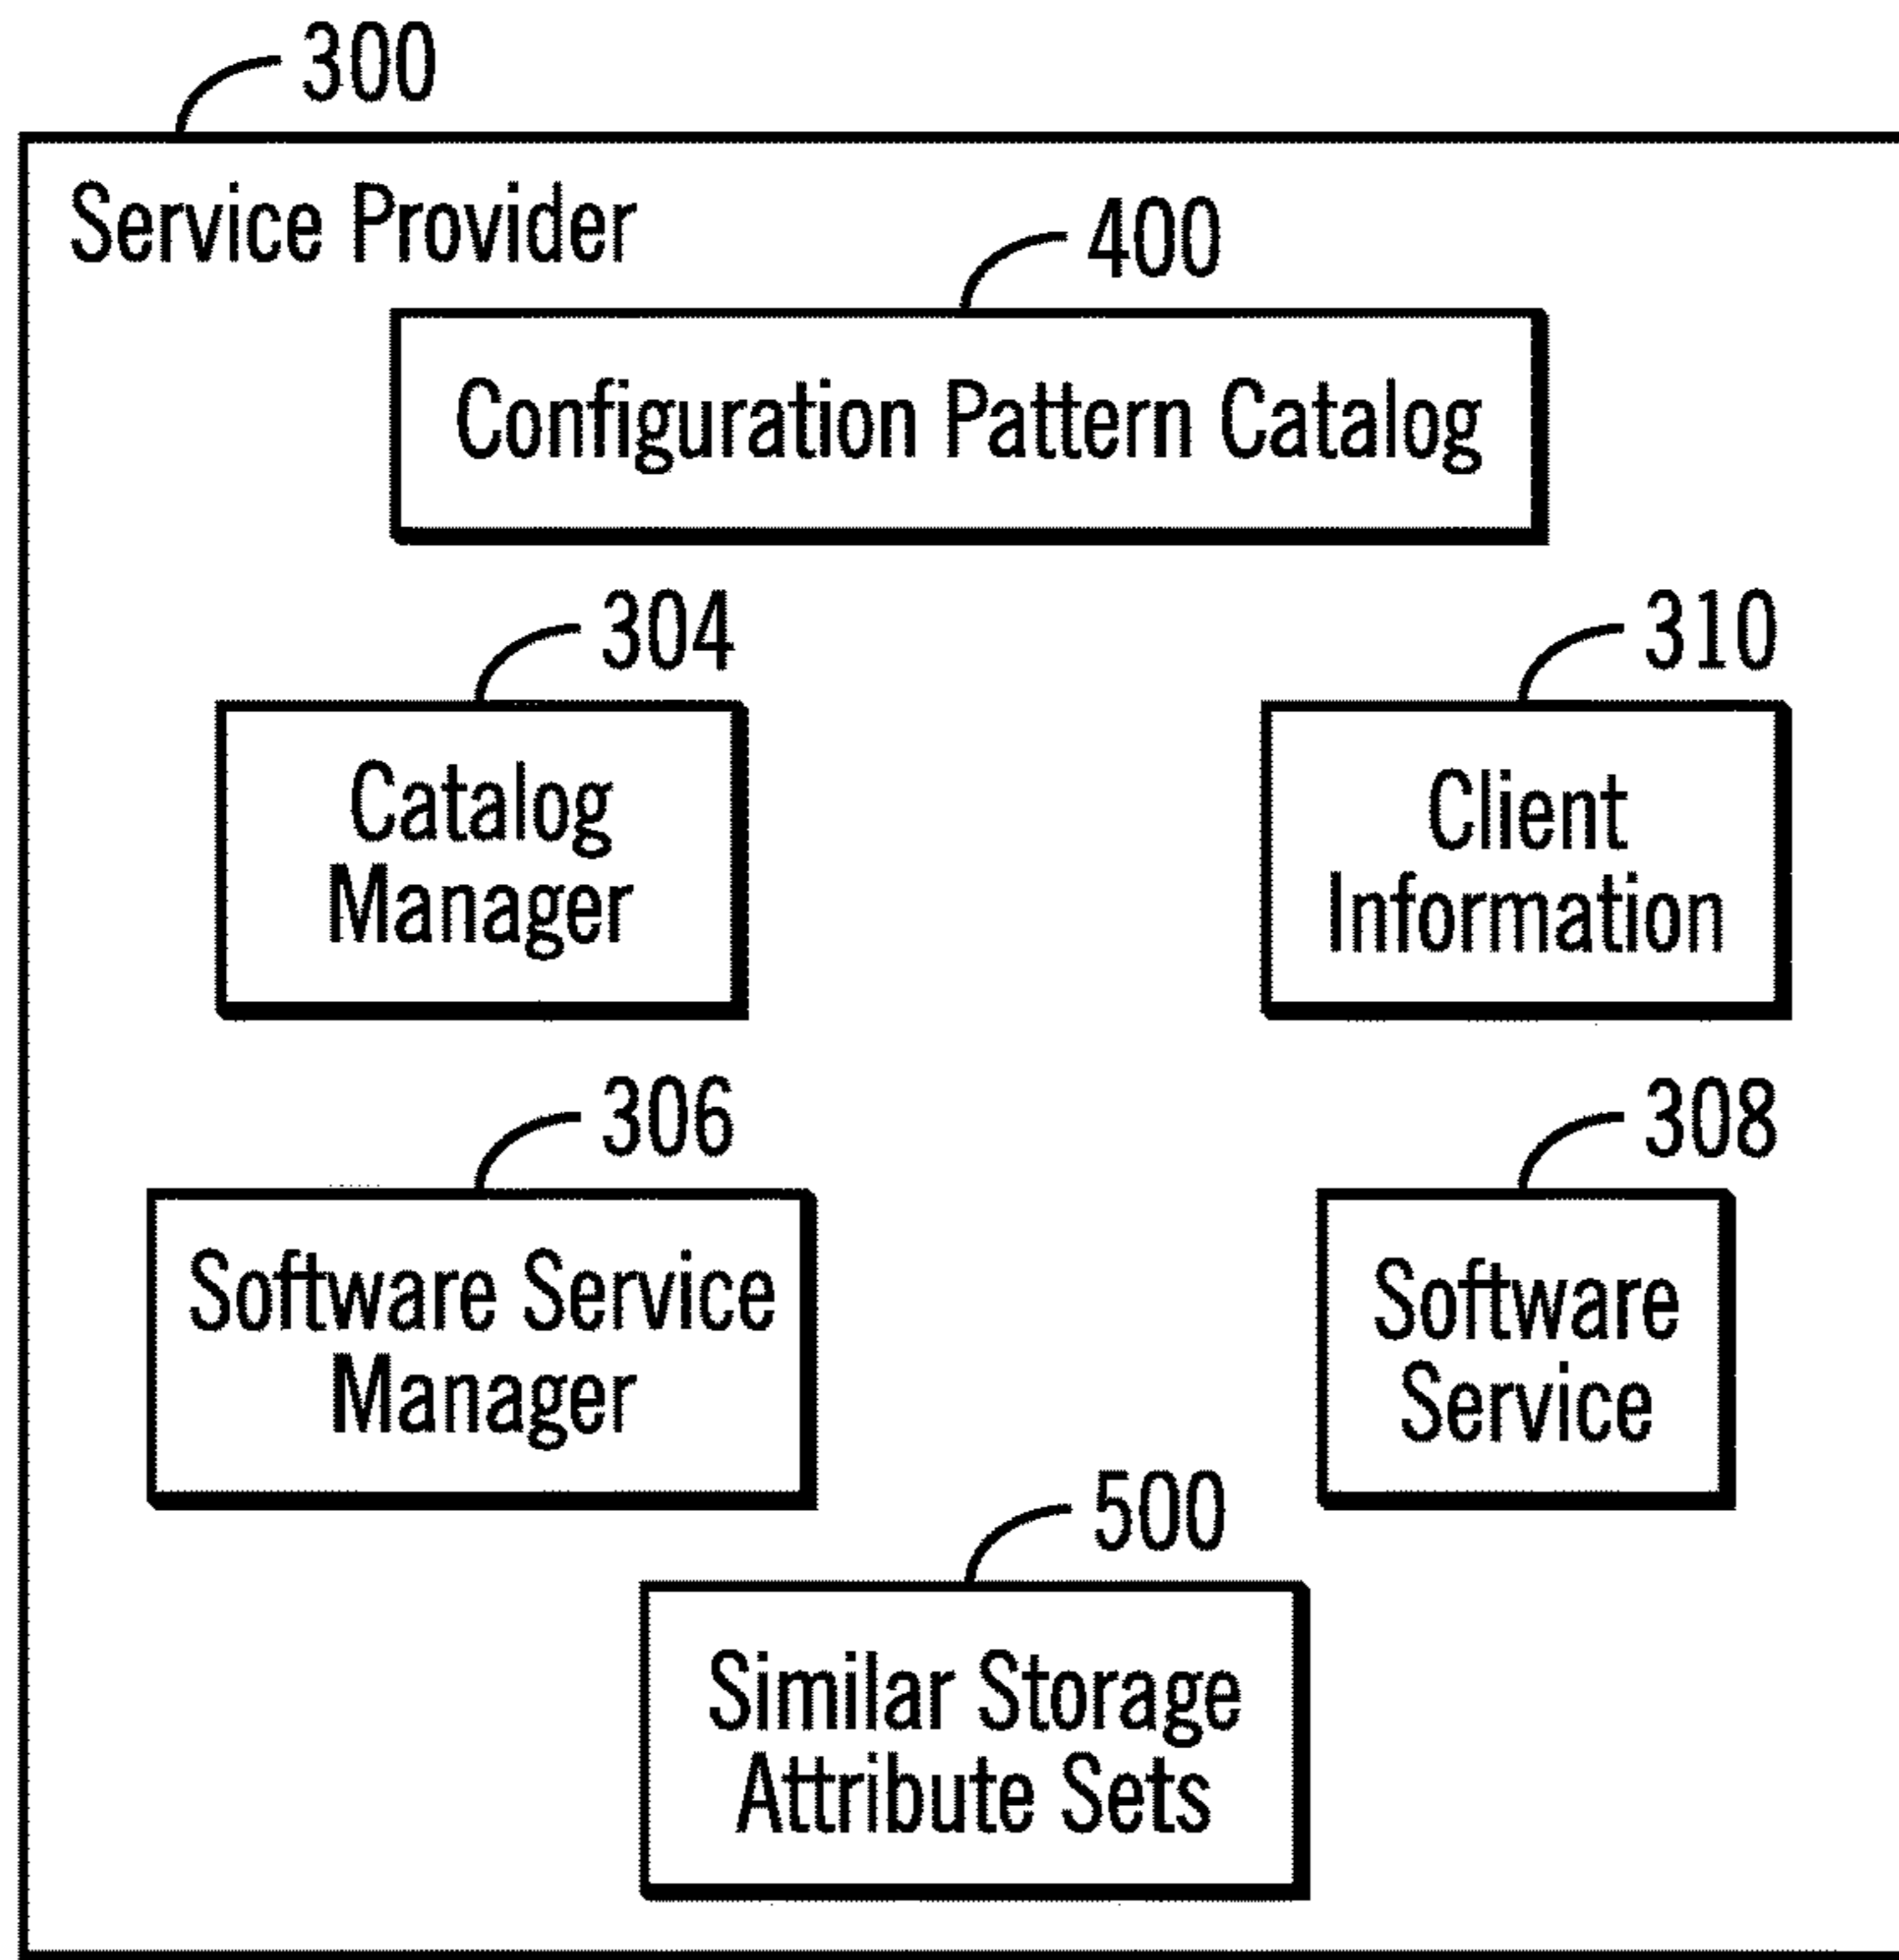 300
Service Provider
400
Configuration Pattern Catalog
304
Catalog
Manager
310
Client
Information
306
Software Service
Manager
308
Software
Service
500
Similar Storage
Attribute Sets